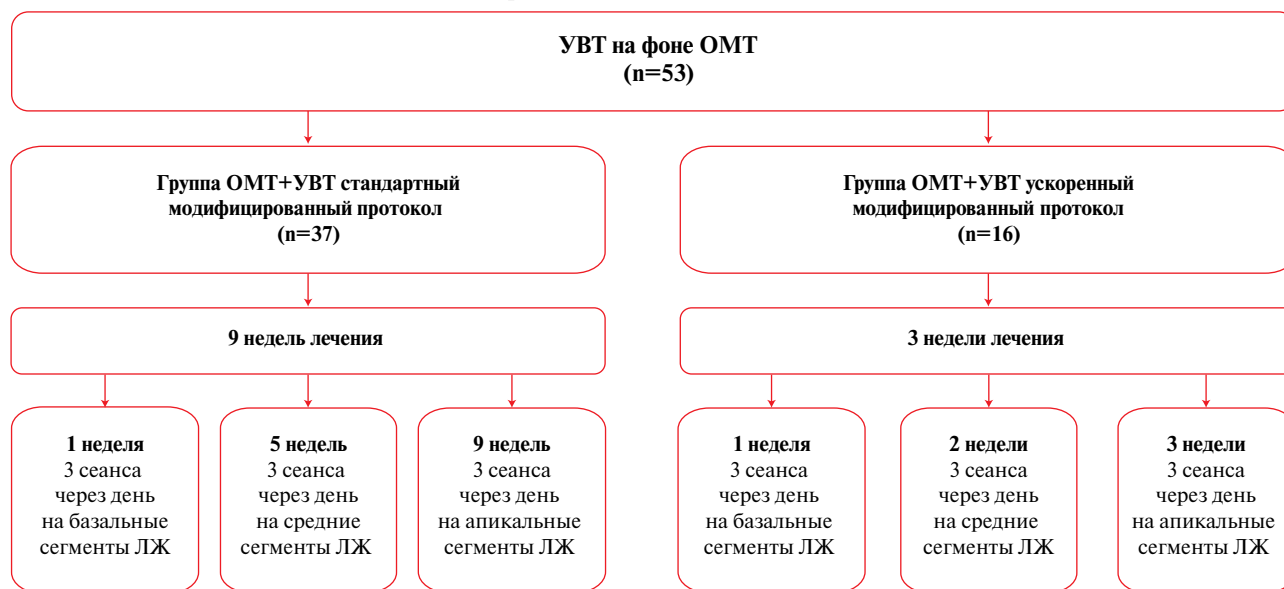 УВТ на фоне ОМТ
(n=53)
Группа ОМТ+УВТ стандартный
модифицированный протокол
(n=37)
Группа ОМТ+УВТ ускоренный
модифицированный протокол
(n=16)
9 недель лечения
3 недели лечения
1 неделя
3 сеанса
через день
на базальные
сегменты ЛЖ
5 недель
3 сеанса
через день
на средние
сегменты ЛЖ
9 недель
3 сеанса
через день
на апикальные
сегменты ЛЖ
1 неделя
3 сеанса
через день
на базальные
сегменты ЛЖ
2 недели
3 сеанса
через день
на средние
сегменты ЛЖ
3 недели
3 сеанса
через день
на апикальные
сегменты ЛЖ